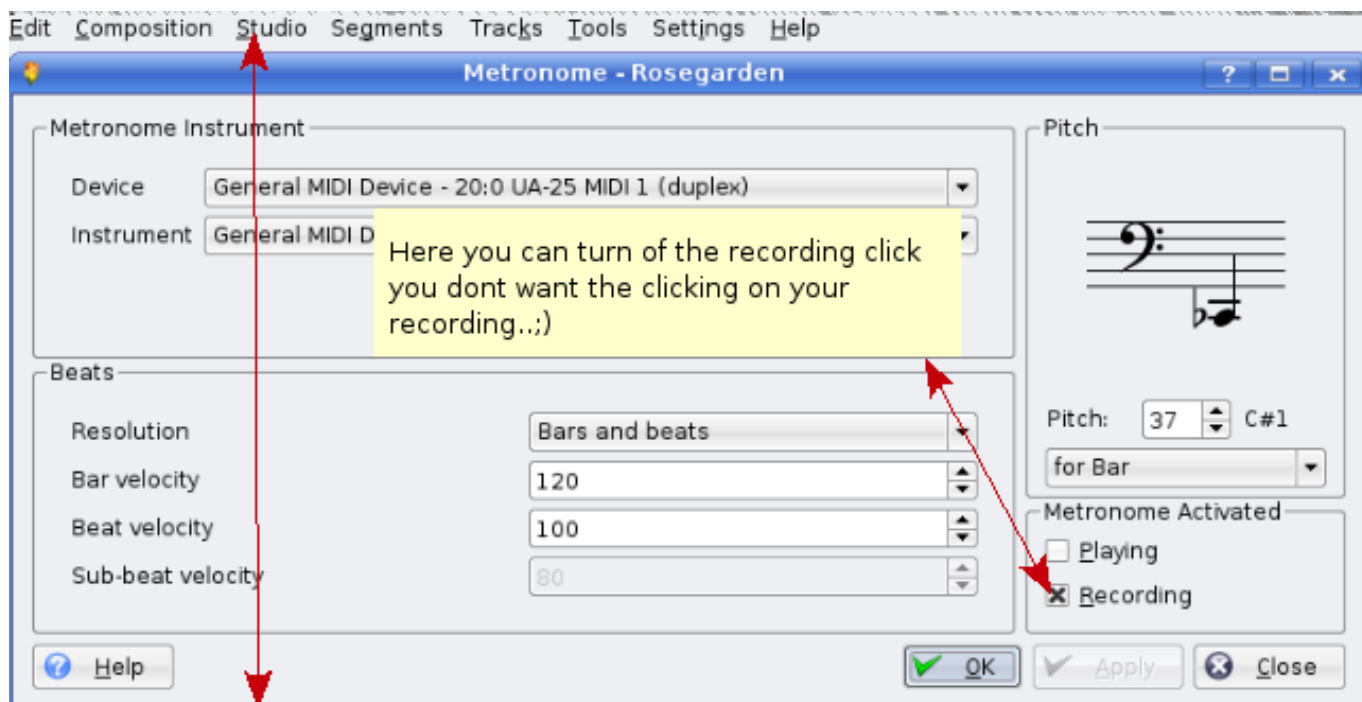 Edit Composition Studio Segments Tracks Tools Settings Help
Metronome - Rosegarden
Metronome Instrument
Device General MIDI Device - 20:0 UA-25 MIDI 1 (duplex)
Instrument General MIDI D
Here you can turn of the recording click
you dont want the clicking on your
recording..;)
Beats
Resolution Bars and beats
Bar velocity 120
Beat velocity 100
Sub-beat velocity 80
Pitch
Pitch: 37 C#1
for Bar
Metronome Activated
Playing
Recording
Help OK Apply Close